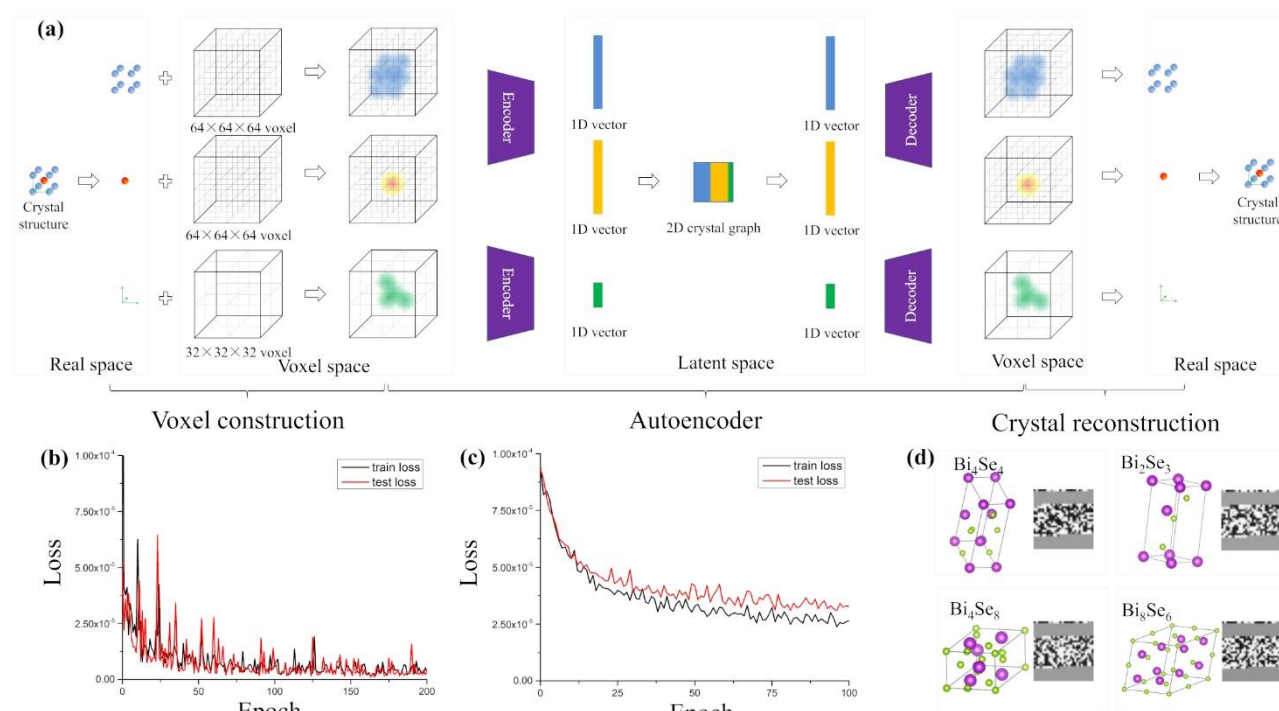 (a)
64×64×64 voxel
Encoder
1D vector
1D vector
Decoder
Crystal
structure
64×64×64 voxel
1D vector
2D crystal graph
1D vector
Crystal
structure
32×32×32 voxel
Encoder
1D vector
1D vector
Decoder
Real space
Voxel space
Latent space
Voxel space
Real space
Voxel construction
Autoencoder
Crystal reconstruction
(b)
1.00×10⁻⁴
7.50×10⁻⁵
5.00×10⁻⁵
2.50×10⁻⁵
0.00
Loss
train loss
test loss
0
50
100
150
200
Epoch
(c)
1.00×10⁻⁴
7.50×10⁻⁵
5.00×10⁻⁵
2.50×10⁻⁵
0.00
Loss
train loss
test loss
0
25
50
75
100
Epoch
(d)
Bi₄Se₄
Bi₂Se₃
Bi₄Se₈
Bi₈Se₆